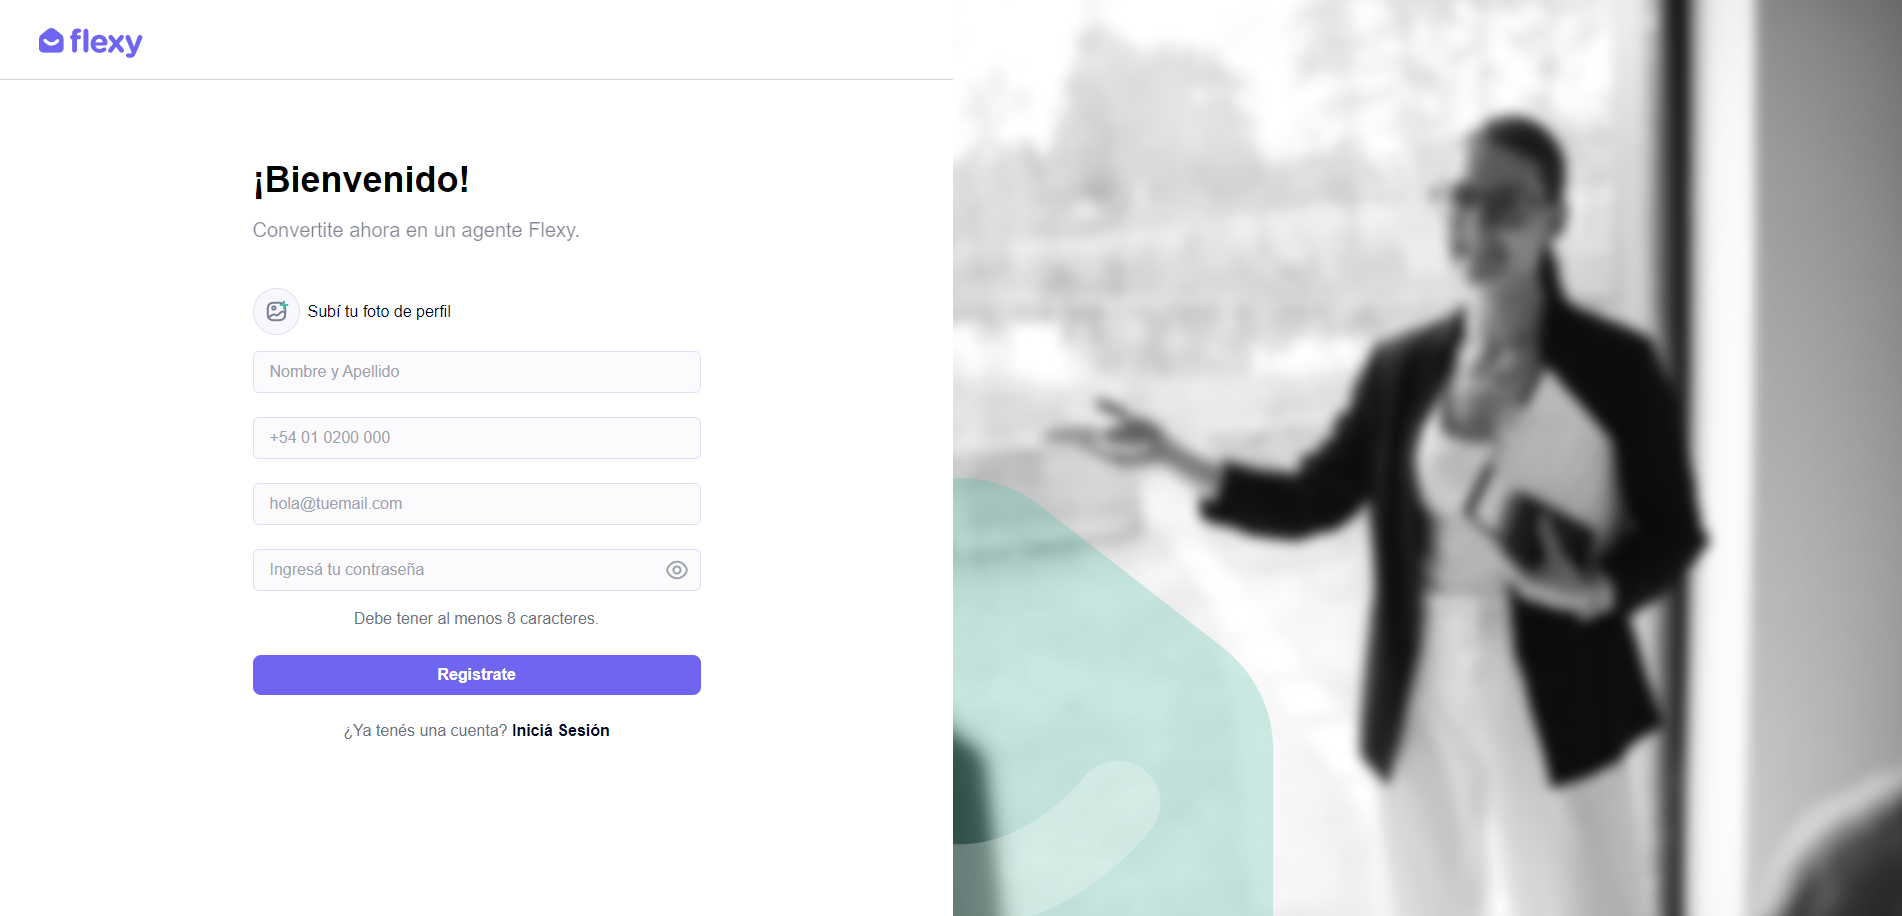 flexy
¡Bienvenido!
Convertite ahora en un agente Flexy.
Subí tu foto de perfil
Nombre y Apellido
+54 01 0200 000
hola@tuemail.com
Ingresá tu contraseña
Debe tener al menos 8 caracteres.
Registrate
¿Ya tenés una cuenta? Iniciá Sesión